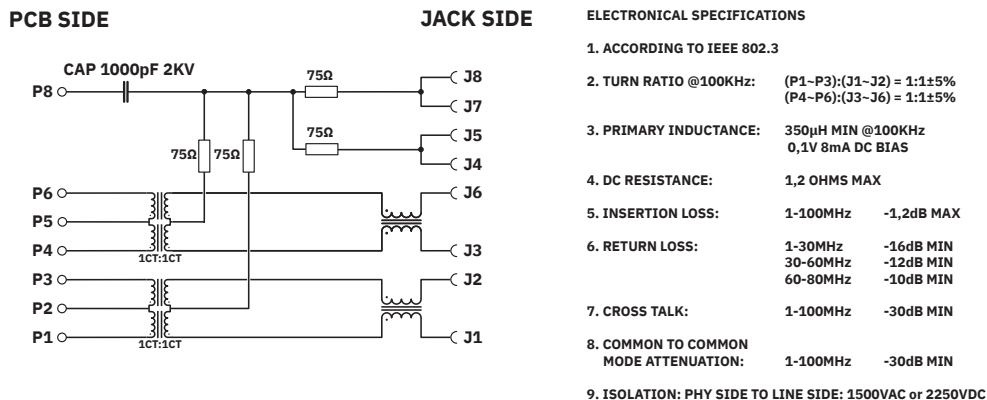 PCB SIDE
JACK SIDE
CAP 1000pF 2KV
P8
75Ω
J8
J7
75Ω
J5
J4
75Ω
75Ω
P6
P5
P4
1CT:1CT
J6
J3
P3
P2
P1
1CT:1CT
J2
J1
ELECTRONICAL SPECIFICATIONS
1. ACCORDING TO IEEE 802.3
2. TURN RATIO @100KHz: (P1~P3):(J1~J2) = 1:1±5%
(P4~P6):(J3~J6) = 1:1±5%
3. PRIMARY INDUCTANCE: 350µH MIN @100KHz
0,1V 8mA DC BIAS
4. DC RESISTANCE: 1,2 OHMS MAX
5. INSERTION LOSS: 1-100MHz -1,2dB MAX
6. RETURN LOSS: 1-30MHz -16dB MIN
30-60MHz -12dB MIN
60-80MHz -10dB MIN
7. CROSS TALK: 1-100MHz -30dB MIN
8. COMMON TO COMMON
MODE ATTENUATION: 1-100MHz -30dB MIN
9. ISOLATION: PHY SIDE TO LINE SIDE: 1500VAC or 2250VDC